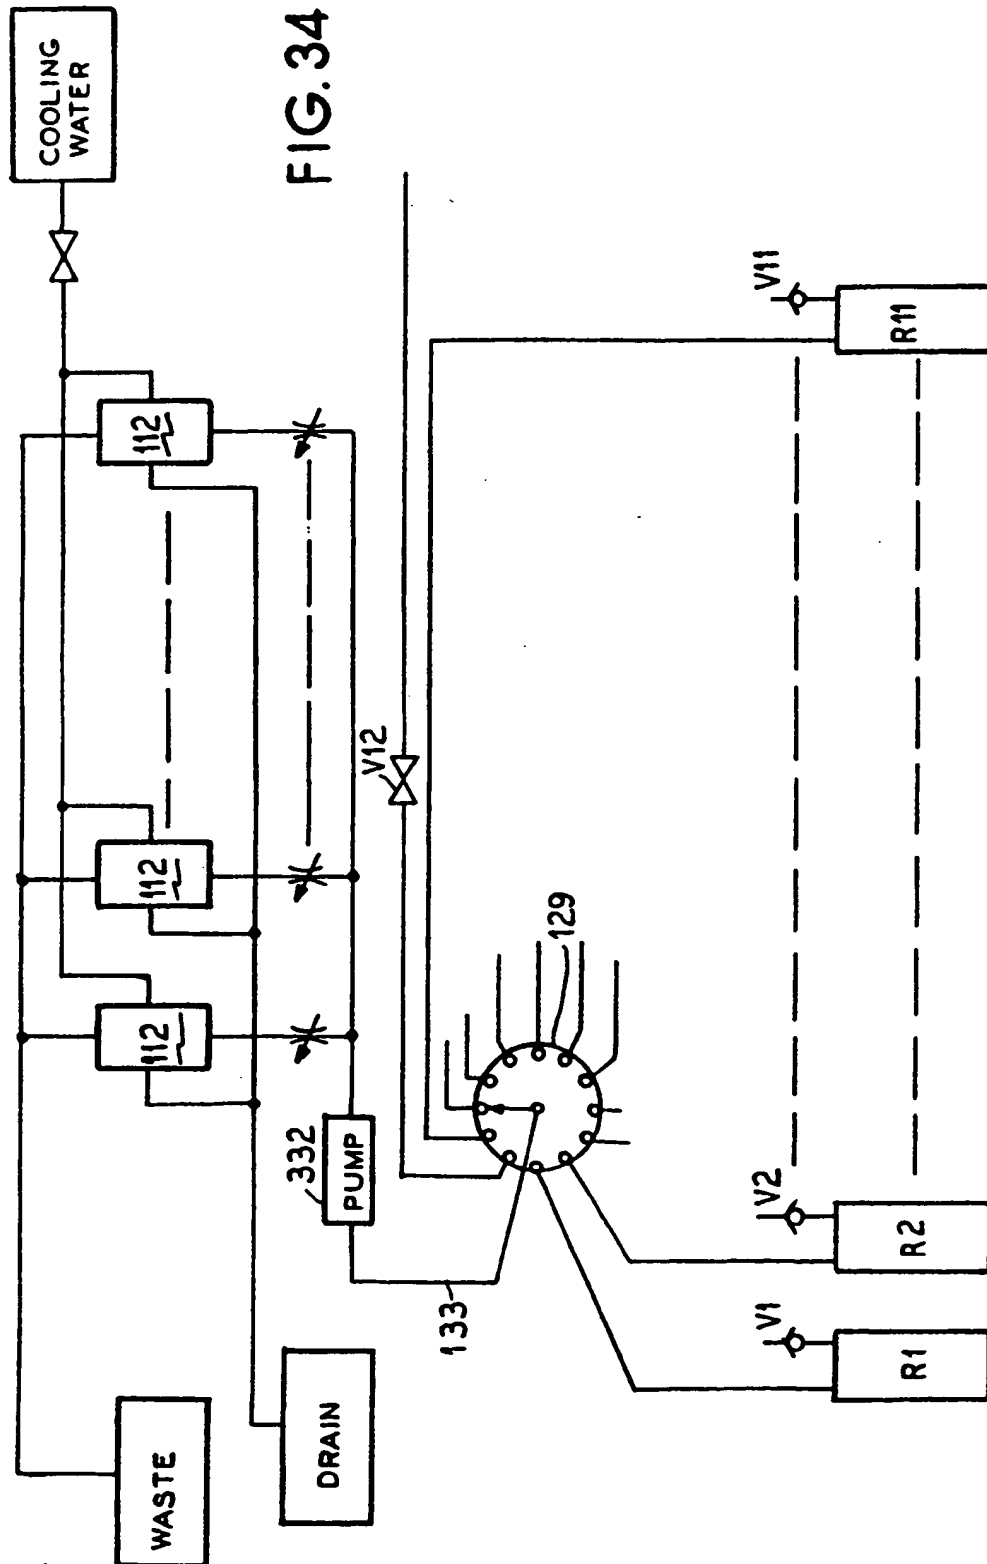 FIG. 34
COOLING
WATER
WASTE
DRAIN
112
112
112
332
PUMP
133
V12
129
V1
V2
V11
R1
R2
R11